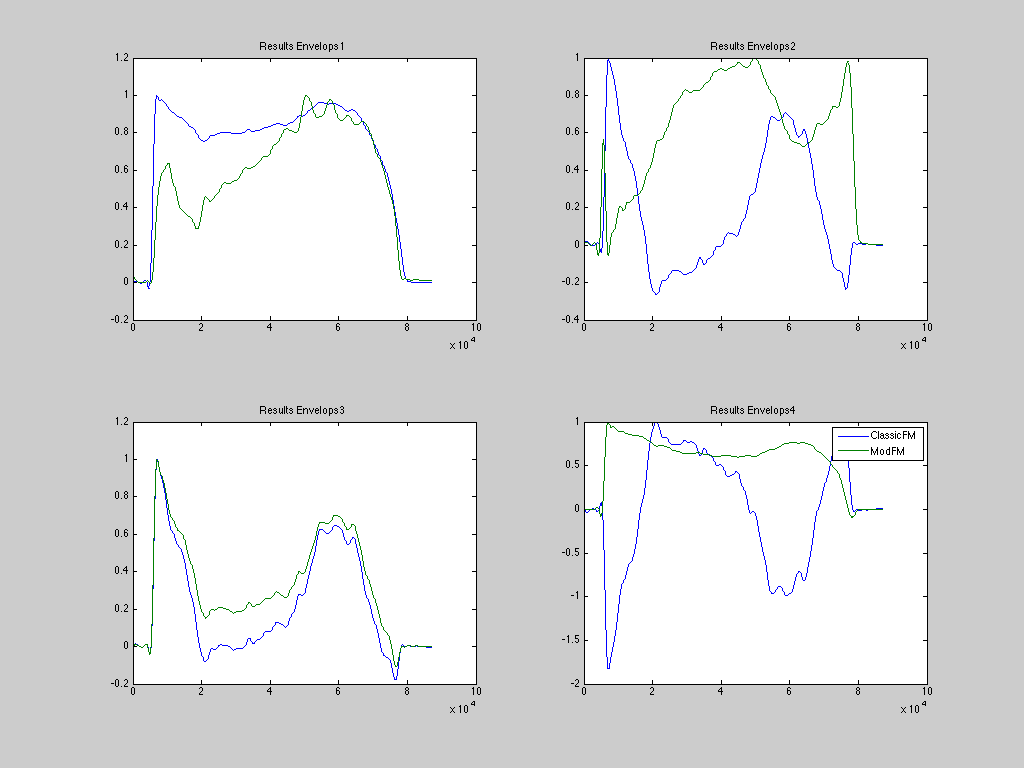 Results Envelops1
1.2
1
0.8
0.6
0.4
0.2
0
-0.2
0 2 4 6 8 10
x 10^4
Results Envelops2
1
0.8
0.6
0.4
0.2
0
-0.2
-0.4
0 2 4 6 8 10
x 10^4
Results Envelops3
1.2
1
0.8
0.6
0.4
0.2
0
-0.2
0 2 4 6 8 10
x 10^4
Results Envelops4
1
0.5
0
-0.5
-1
-1.5
-2
0 2 4 6 8 10
x 10^4
ClassicFM
ModFM